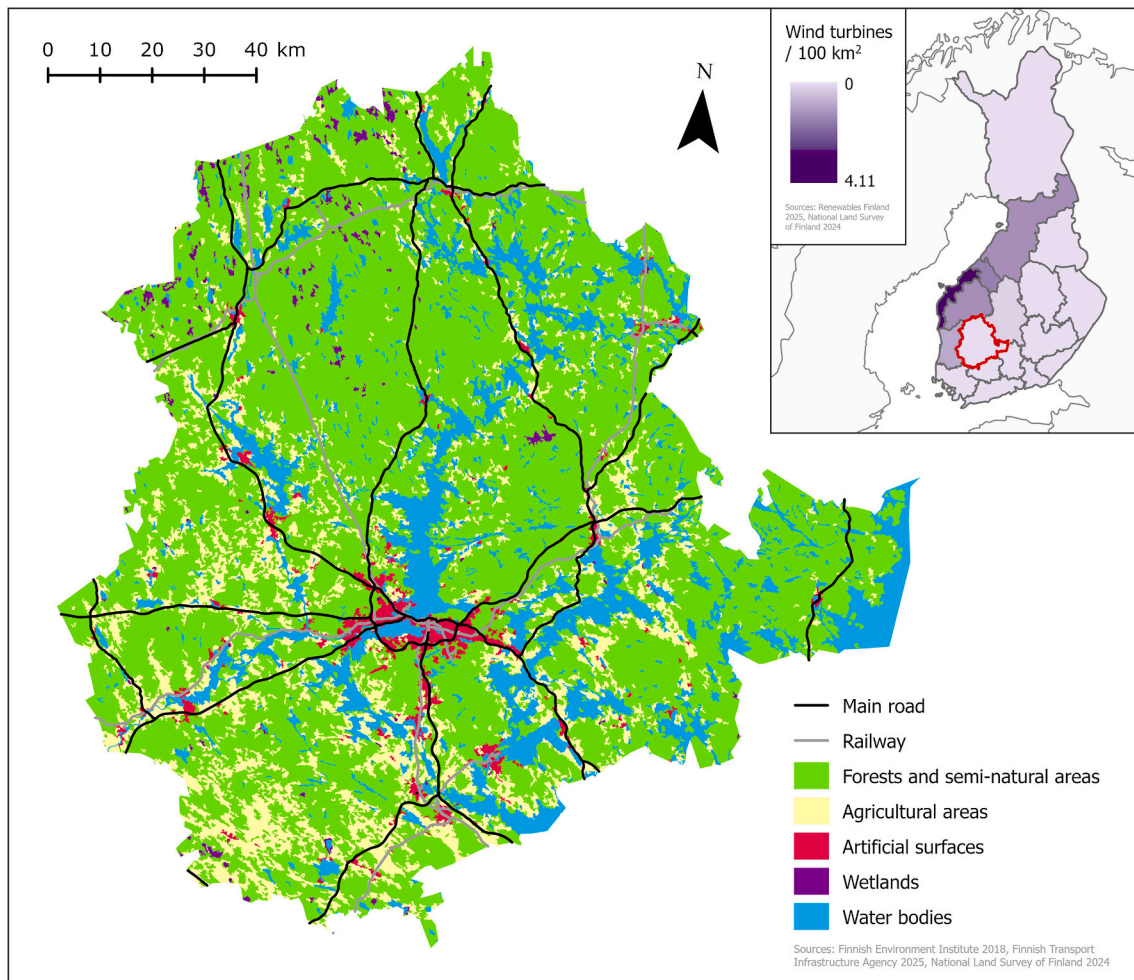 0 10 20 30 40 km
N
Wind turbines
/ 100 km²
0
4.11
Sources: Renewables Finland
2025, National Land Survey
of Finland 2024
Main road
Railway
Forests and semi-natural areas
Agricultural areas
Artificial surfaces
Wetlands
Water bodies
Sources: Finnish Environment Institute 2018, Finnish Transport
Infrastructure Agency 2025, National Land Survey of Finland 2024